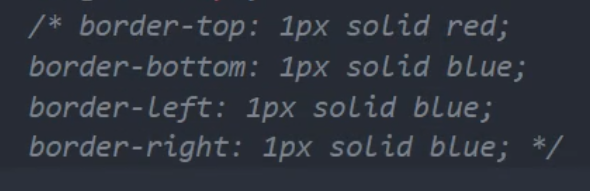 /* border-top: 1px solid red;
border-bottom: 1px solid blue;
border-left: 1px solid blue;
border-right: 1px solid blue; */